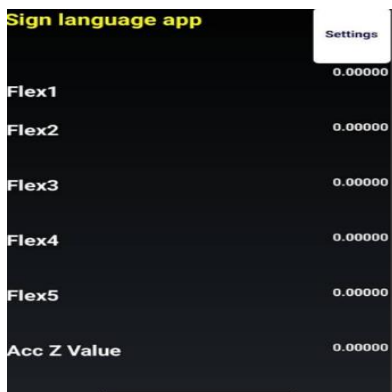 Sign language app
Settings
0.00000
Flex1
Flex2 0.00000
Flex3 0.00000
Flex4 0.00000
Flex5 0.00000
Acc Z Value 0.00000